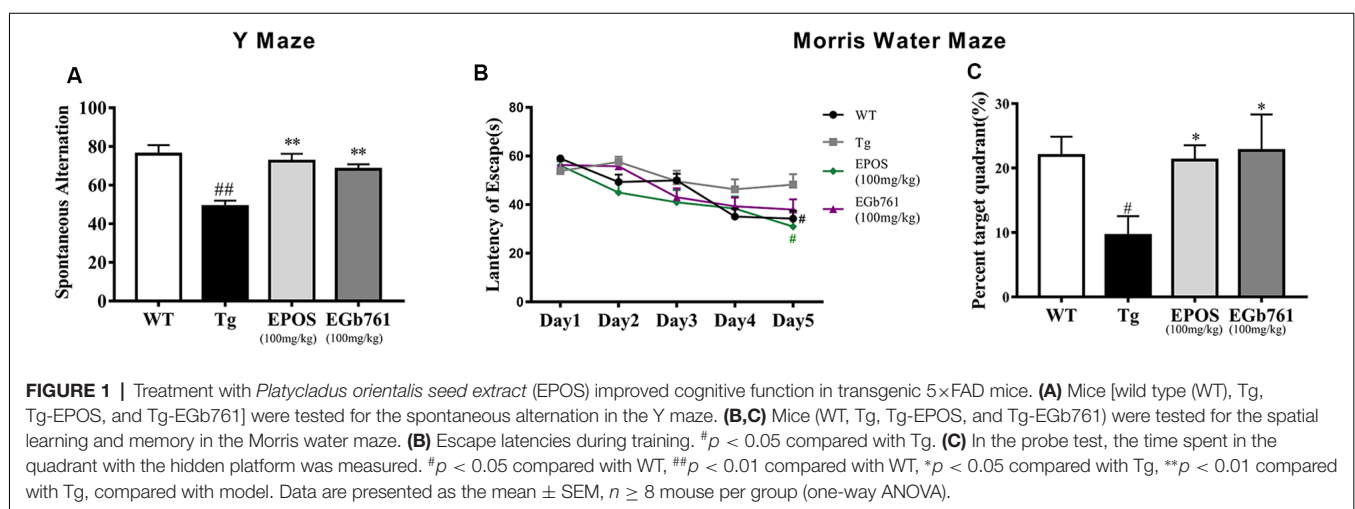 Y Maze
Morris Water Maze
A
Spontaneous Alternation
100
80
60
40
20
0
##
**
**
WT
Tg
EPOS
(100mg/kg)
EGb761
(100mg/kg)
B
Lantency of Escape(s)
80
60
40
20
0
#
#
Day1
Day2
Day3
Day4
Day5
WT
Tg
EPOS
(100mg/kg)
EGb761
(100mg/kg)
C
Percent target quadrant(%)
30
20
10
0
#
*
*
WT
Tg
EPOS
(100mg/kg)
EGb761
(100mg/kg)
FIGURE 1 | Treatment with Platycladus orientalis seed extract (EPOS) improved cognitive function in transgenic 5×FAD mice. (A) Mice [wild type (WT), Tg,
Tg-EPOS, and Tg-EGb761] were tested for the spontaneous alternation in the Y maze. (B,C) Mice (WT, Tg, Tg-EPOS, and Tg-EGb761) were tested for the spatial
learning and memory in the Morris water maze. (B) Escape latencies during training. #p < 0.05 compared with Tg. (C) In the probe test, the time spent in the
quadrant with the hidden platform was measured. #p < 0.05 compared with WT, ##p < 0.01 compared with WT, *p < 0.05 compared with Tg, **p < 0.01 compared
with Tg, compared with model. Data are presented as the mean ± SEM, n ≥ 8 mouse per group (one-way ANOVA).